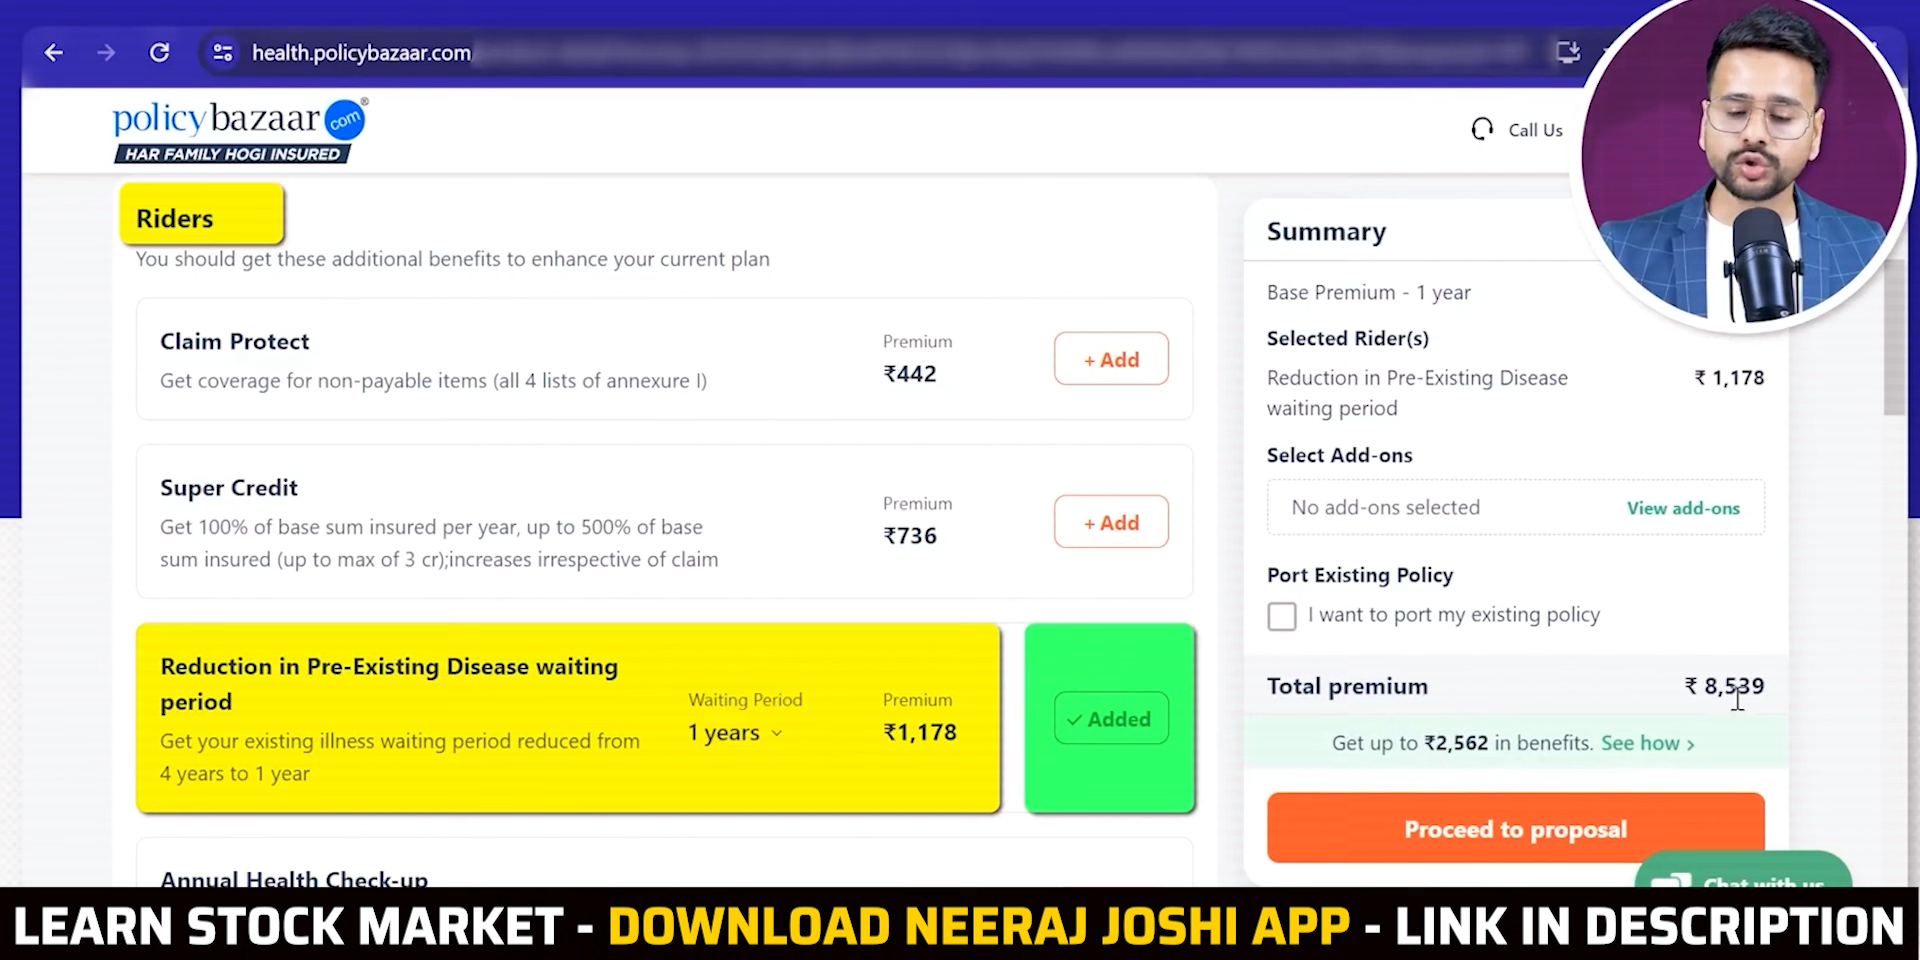 health.policybazaar.com
policybazaar com ®
HAR FAMILY HOGI INSURED
Call Us
Riders
You should get these additional benefits to enhance your current plan
Claim Protect
Get coverage for non-payable items (all 4 lists of annexure I)
Premium
₹442
+ Add
Super Credit
Get 100% of base sum insured per year, up to 500% of base
sum insured (up to max of 3 cr);increases irrespective of claim
Premium
₹736
+ Add
Reduction in Pre-Existing Disease waiting
period
Get your existing illness waiting period reduced from
4 years to 1 year
Waiting Period
1 years
Premium
₹1,178
✓ Added
Annual Health Check-up
Summary
Base Premium - 1 year
Selected Rider(s)
Reduction in Pre-Existing Disease
waiting period
₹ 1,178
Select Add-ons
No add-ons selected
View add-ons
Port Existing Policy
I want to port my existing policy
Total premium
₹ 8,539
Get up to ₹2,562 in benefits. See how >
Proceed to proposal
Chat with us
LEARN STOCK MARKET - DOWNLOAD NEERAJ JOSHI APP - LINK IN DESCRIPTION